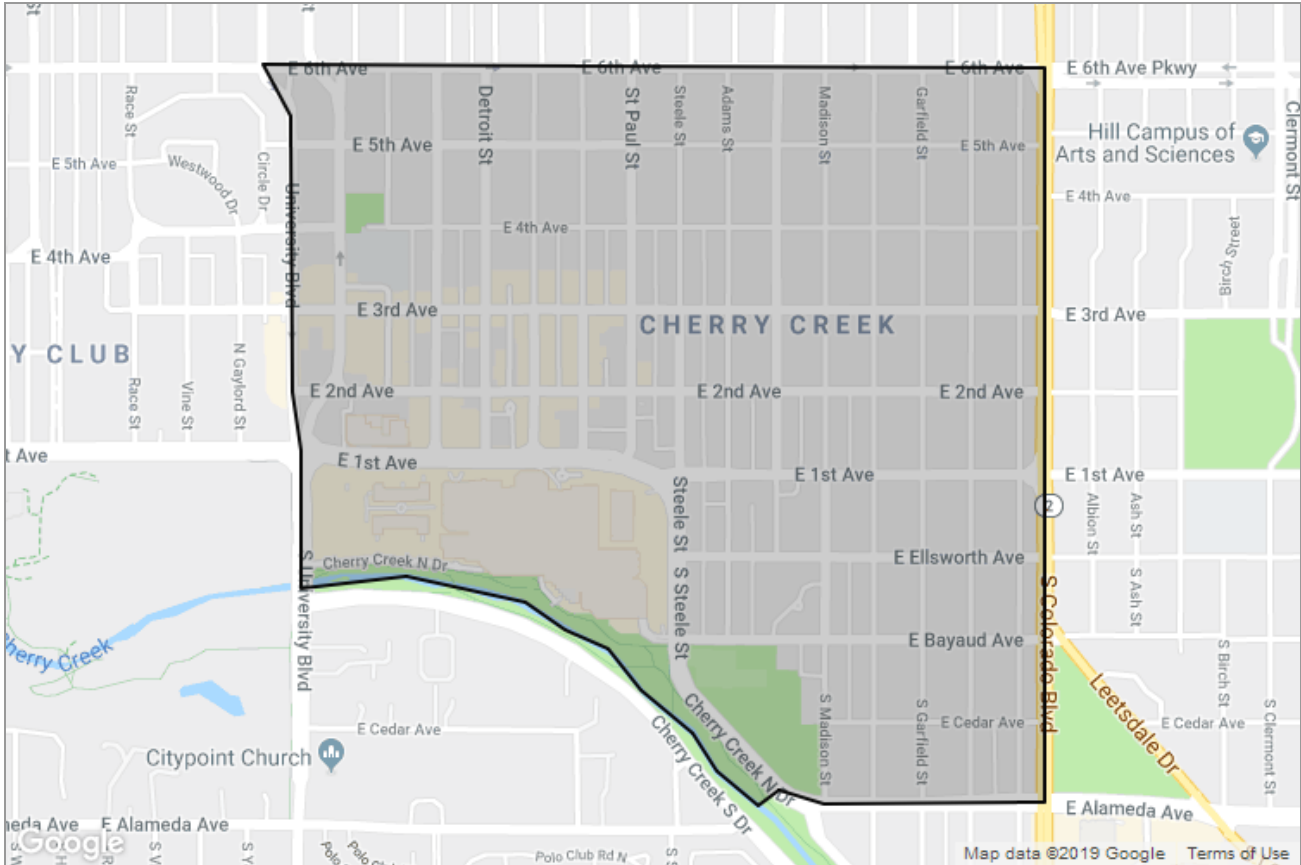 St
St
E 6th Ave
E 6th Ave
E 6th Ave
E 6th Ave Pkwy
Race St
Detroit St
St Paul St
Steele St
Adams St
Madison St
Garfield St
Clermont St
Hill Campus of
Arts and Sciences
E 5th Ave
E 5th Ave
E 5th Ave
Westwood Dr
Circle Dr
University Blvd
E 4th Ave
E 4th Ave
E 4th Ave
Birch Street
E 3rd Ave
E 3rd Ave
CHERRY CREEK
Y CLUB
N Gaylord St
Race St
Vine St
E 2nd Ave
E 2nd Ave
E 2nd Ave
t Ave
E 1st Ave
E 1st Ave
E 1st Ave
2
Steele St
Albion St
Ash St
E Ellsworth Ave
Cherry Creek N Dr
S University Blvd
S Steele St
S Ash St
S Colorado Blvd
Cherry Creek
E Bayaud Ave
S Birch St
Leetsdale Dr
S Madison St
S Garfield St
E Cedar Ave
E Cedar Ave
S Clermont St
E Cedar Ave
Citypoint Church
Cherry Creek N Dr
Cherry Creek S Dr
E Alameda Ave
meda Ave
E Alameda Ave
Google
S V
S Y
Polo
Polo Club Rd N
S S
Map data ©2019 Google
Terms of Use